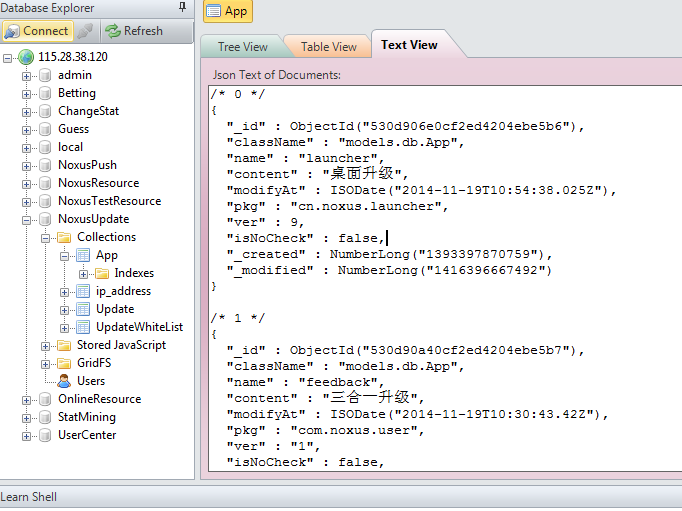 Database Explorer
Connect
Refresh
115.28.38.120
admin
Betting
ChangeStat
Guess
local
NoxusPush
NoxusResource
NoxusTestResource
NoxusUpdate
Collections
App
Indexes
ip_address
Update
UpdateWhiteList
Stored JavaScript
GridFS
Users
OnlineResource
StatMining
UserCenter
App
Tree View
Table View
Text View
Json Text of Documents:
/* 0 */
{
"_id" : ObjectId("530d906e0cf2ed4204ebe5b6"),
"className" : "models.db.App",
"name" : "launcher",
"content" : "桌面升级",
"modifyAt" : ISODate("2014-11-19T10:54:38.025Z"),
"pkg" : "cn.noxus.launcher",
"ver" : 9,
"isNoCheck" : false,
"_created" : NumberLong("1393397870759"),
"_modified" : NumberLong("1416396667492")
}
/* 1 */
{
"_id" : ObjectId("530d90a40cf2ed4204ebe5b7"),
"className" : "models.db.App",
"name" : "feedback",
"content" : "三合一升级",
"modifyAt" : ISODate("2014-11-19T10:30:43.42Z"),
"pkg" : "com.noxus.user",
"ver" : "1",
"isNoCheck" : false,
Learn Shell